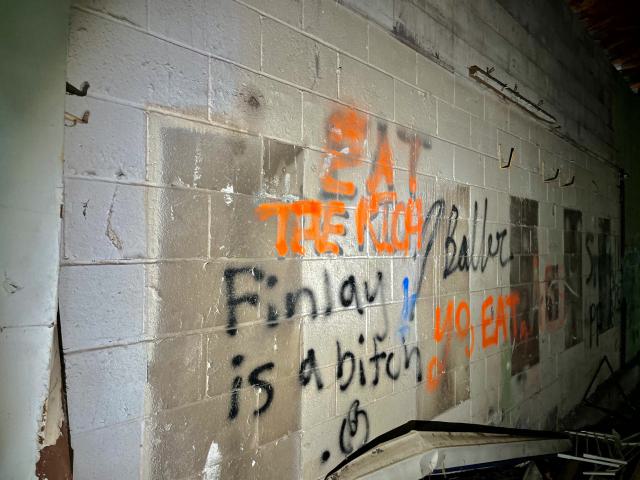 EAT
THE RICH
Baller
Finlay
is a bitch
EAT